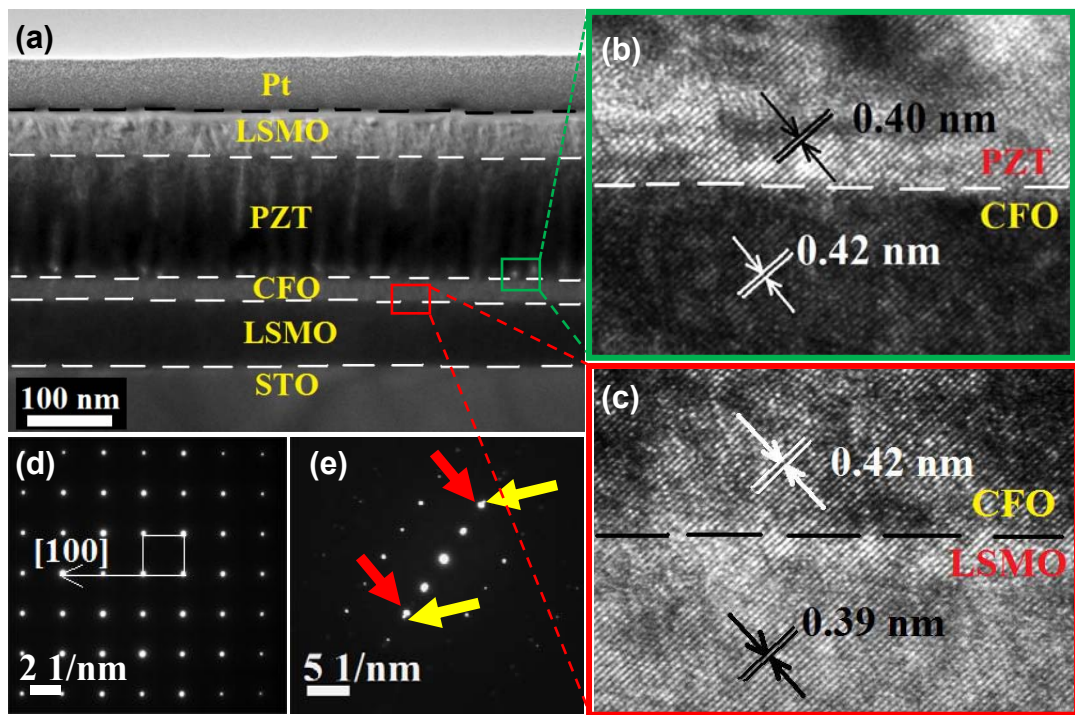 (a)
Pt
LSMO
PZT
CFO
LSMO
STO
100 nm
(b)
0.40 nm
PZT
CFO
0.42 nm
(c)
0.42 nm
CFO
LSMO
0.39 nm
(d)
[100]
2 1/nm
(e)
5 1/nm